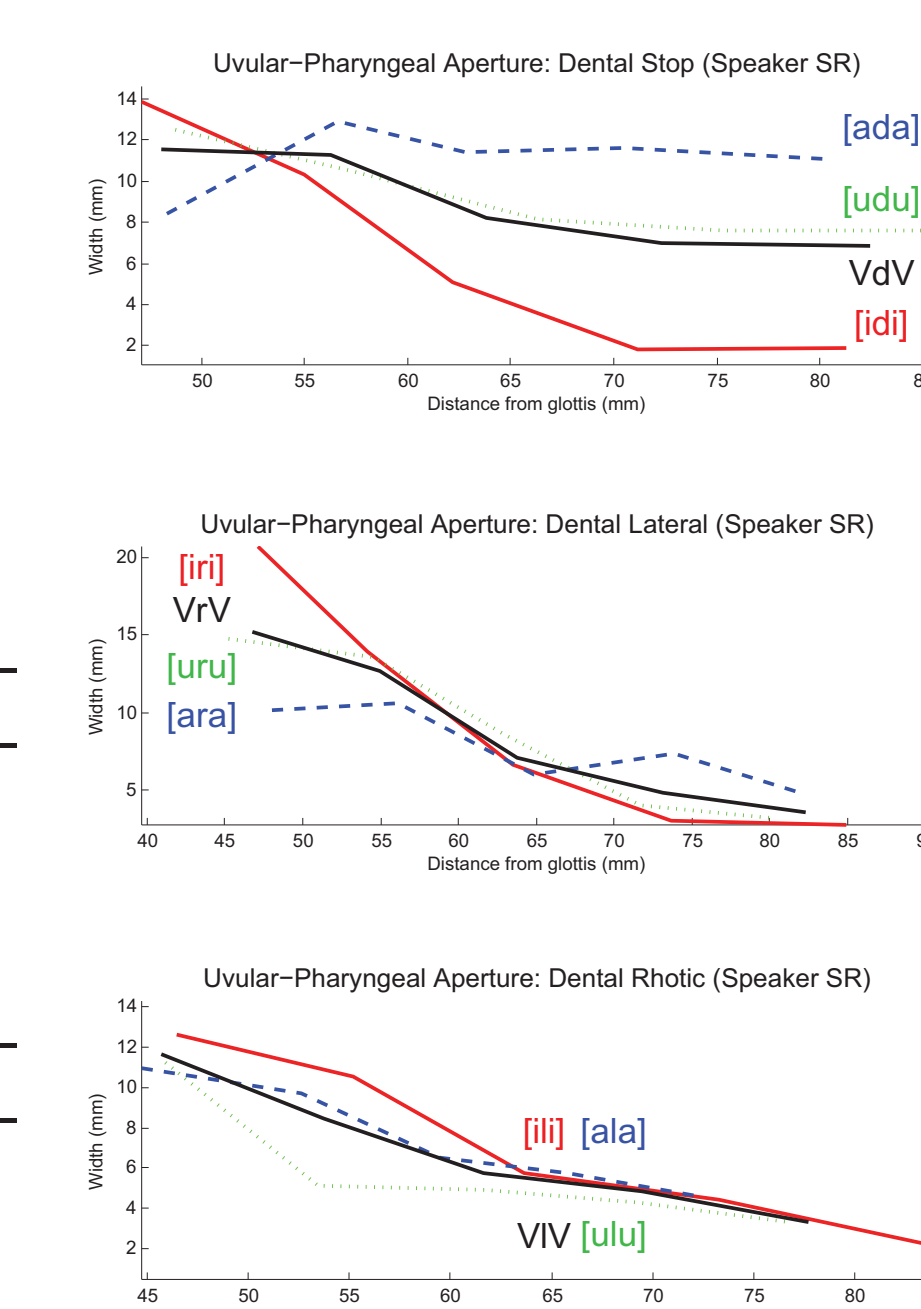 Uvular−Pharyngeal Aperture: Dental Stop (Speaker SR)
14
12
10
8
6
4
2
Width (mm)
[ada]
[udu]
VdV
[idi]
50 55 60 65 70 75 80 8
Distance from glottis (mm)
Uvular−Pharyngeal Aperture: Dental Lateral (Speaker SR)
20
15
10
5
Width (mm)
[iri]
VrV
[uru]
[ara]
40 45 50 55 60 65 70 75 80 85 9
Distance from glottis (mm)
Uvular−Pharyngeal Aperture: Dental Rhotic (Speaker SR)
14
12
10
8
6
4
2
Width (mm)
[ili] [ala]
VlV [ulu]
45 50 55 60 65 70 75 80